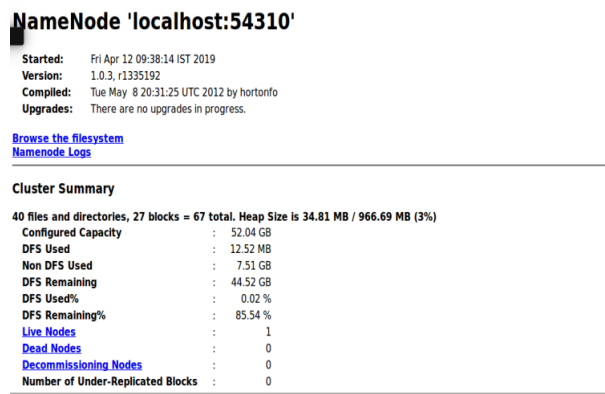 NameNode 'localhost:54310'
Started: Fri Apr 12 09:38:14 IST 2019
Version: 1.0.3, r1335192
Compiled: Tue May 8 20:31:25 UTC 2012 by hortonfo
Upgrades: There are no upgrades in progress.
Browse the filesystem
Namenode Logs
Cluster Summary
40 files and directories, 27 blocks = 67 total. Heap Size is 34.81 MB / 966.69 MB (3%)
Configured Capacity : 52.04 GB
DFS Used : 12.52 MB
Non DFS Used : 7.51 GB
DFS Remaining : 44.52 GB
DFS Used% : 0.02 %
DFS Remaining% : 85.54 %
Live Nodes : 1
Dead Nodes : 0
Decommissioning Nodes : 0
Number of Under-Replicated Blocks : 0